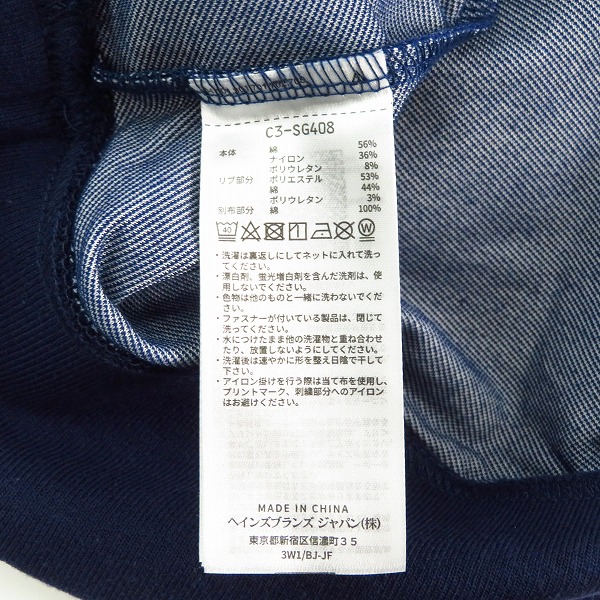 C3-SG408
本体 綿 56%
ナイロン 36%
ポリウレタン 8%
リブ部分 ポリエステル 53%
綿 44%
ポリウレタン 3%
別布部分 綿 100%
40 W
・洗濯は裏返しにしてネットに入れて洗っ
てください。
・漂白剤、蛍光増白剤を含んだ洗剤は、使
用しないでください。
・色物は他のものと一緒に洗わないでくだ
さい。
・ファスナーが付いている製品は、閉じて
洗ってください。
・水につけたまま他の洗濯物と重ね合わせ
たり、放置しないようにしてください。
・洗濯後は速やかに形を整え日陰で干して
下さい。
・アイロン掛けを行う際は当て布を使用し、
プリントマーク、刺繍部分へのアイロン
はお避けください。
MADE IN CHINA
ヘインズブランズ ジャパン(株)
東京都新宿区信濃町35
3W1/BJ-JF